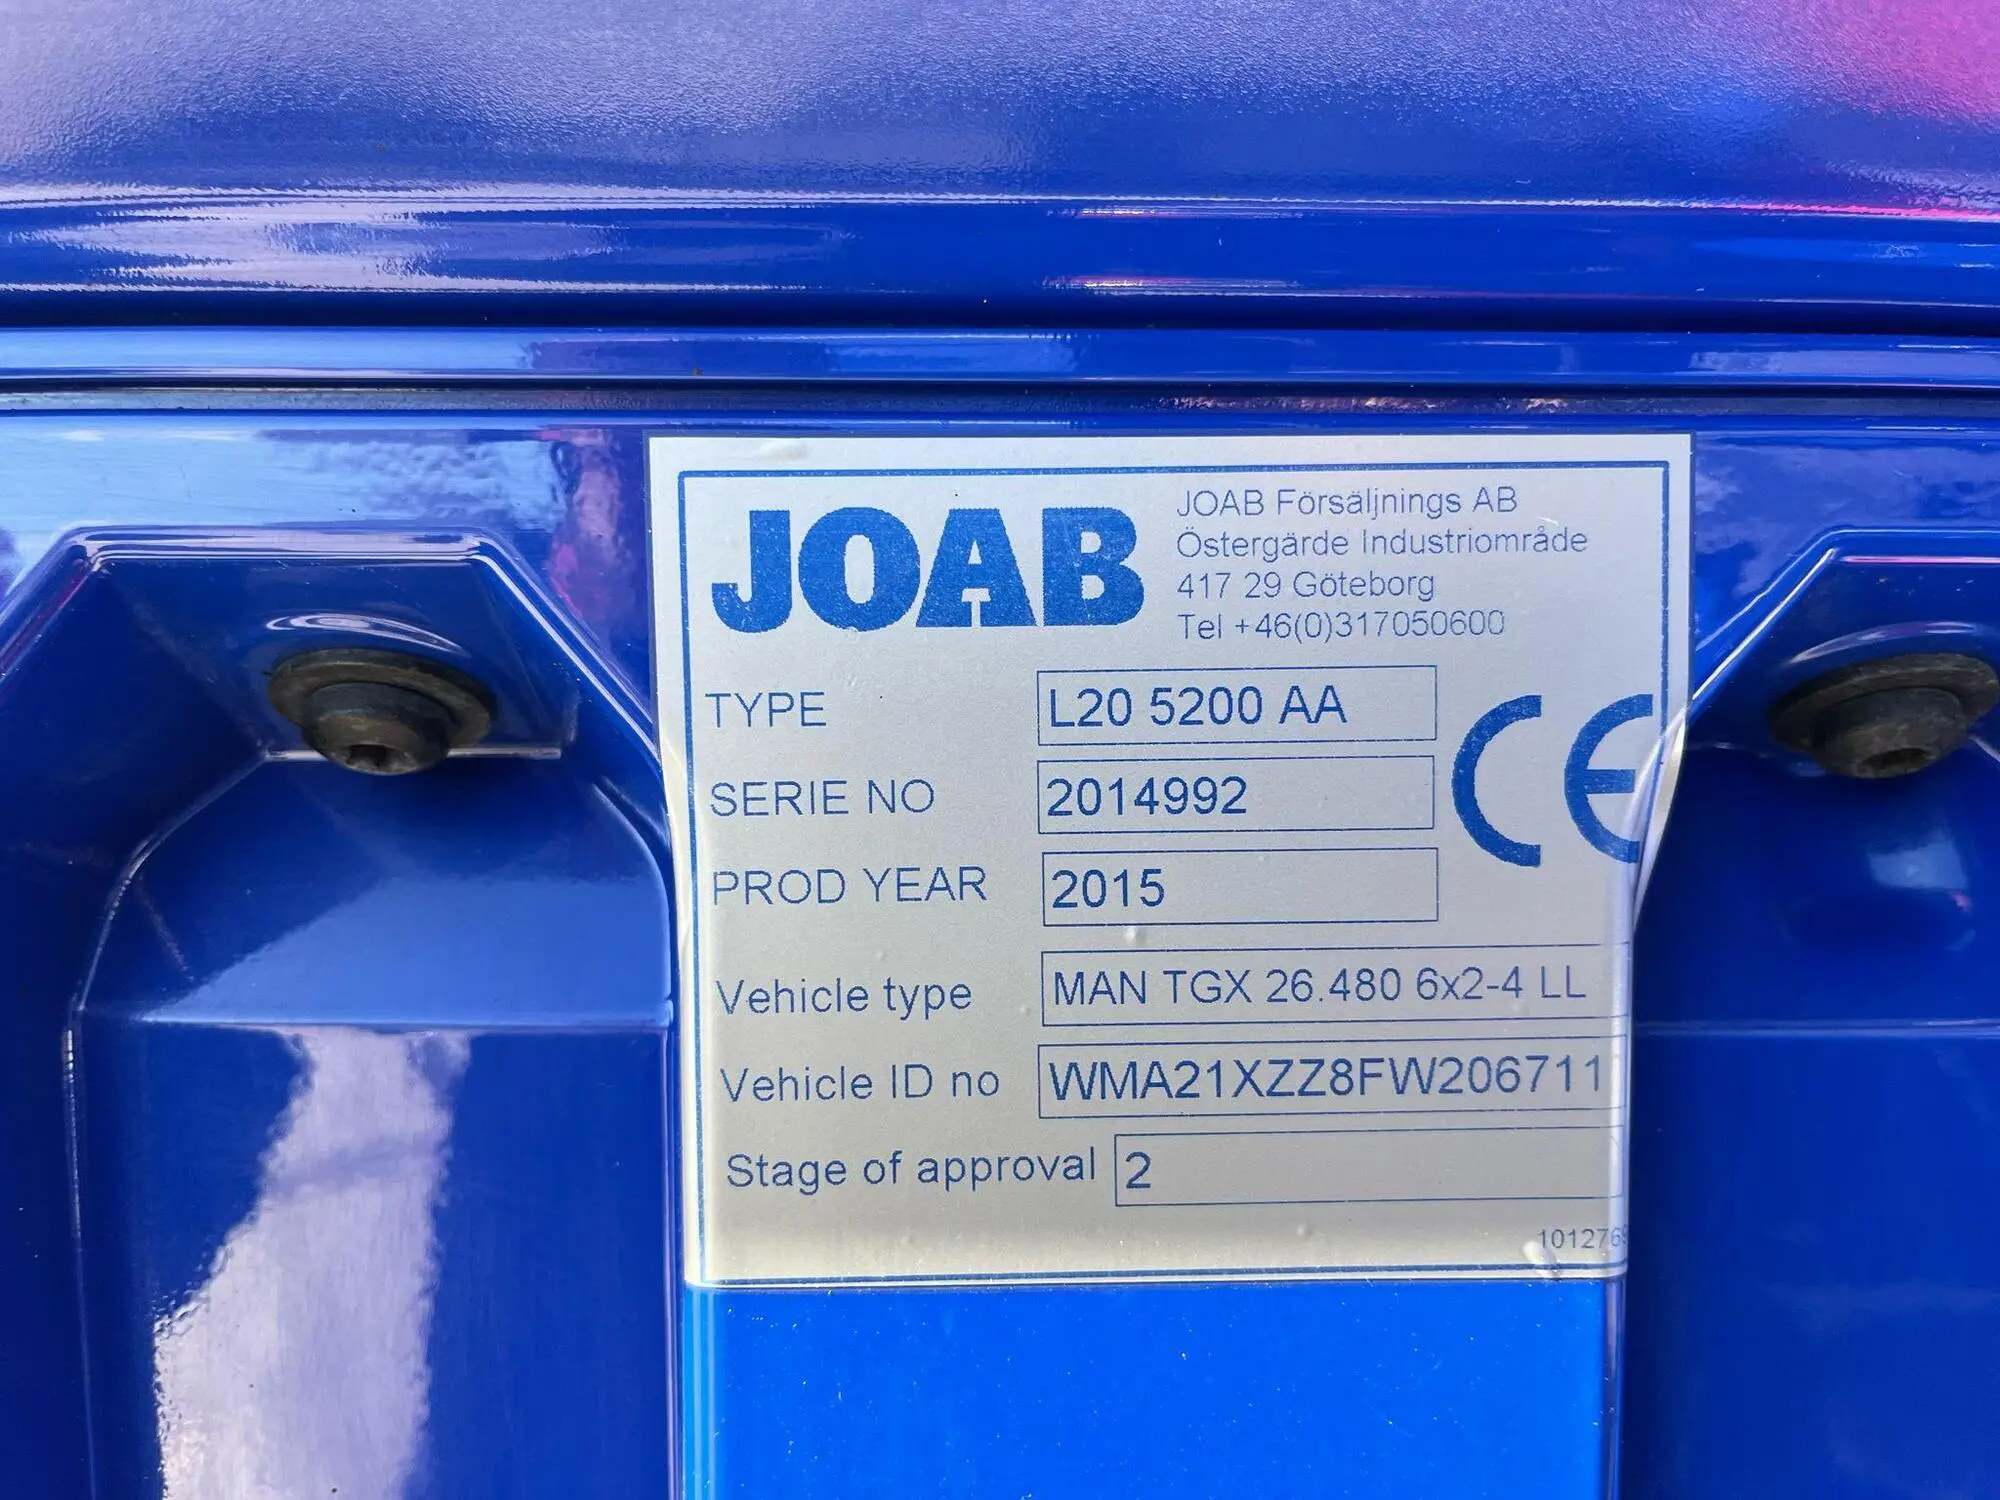 JOAB
JOAB Försäljnings AB
Östergärde Industriområde
417 29 Göteborg
Tel +46(0)317050600
TYPE L20 5200 AA
SERIE NO 2014992
CE
PROD YEAR 2015
Vehicle type MAN TGX 26.480 6x2-4 LL
Vehicle ID no WMA21XZZ8FW206711
Stage of approval 2